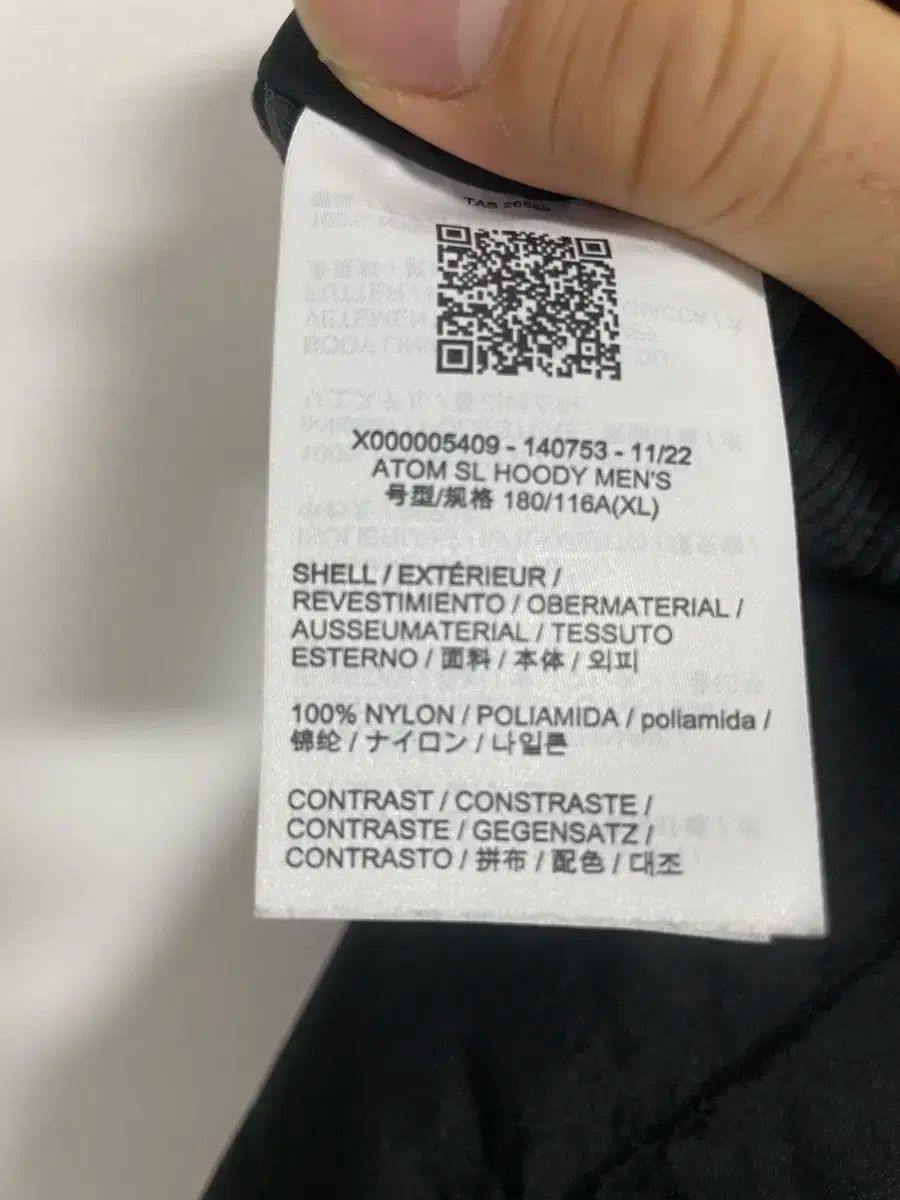 X000005409 - 140753 - 11/22
ATOM SL HOODY MEN'S
号型/规格 180/116A(XL)
SHELL / EXTÉRIEUR /
REVESTIMIENTO / OBERMATERIAL /
AUSSEUMATERIAL / TESSUTO
ESTERNO / 面料 / 本体 / 외피
100% NYLON / POLIAMIDA / poliamida /
锦纶 / ナイロン / 나일론
CONTRAST / CONSTRASTE /
CONTRASTE / GEGENSATZ /
CONTRASTO / 拼布 / 配色 / 대조